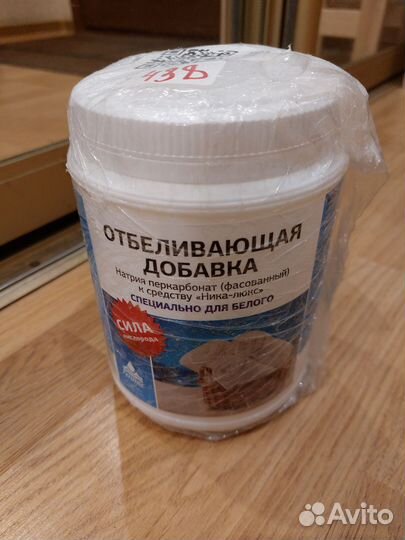 438
ОТБЕЛИВАЮЩАЯ
ДОБАВКА
Натрия перкарбонат (фасованный)
к средству «Ника-люкс»
СПЕЦИАЛЬНО ДЛЯ БЕЛОГО
СИЛА
кислорода
Avito